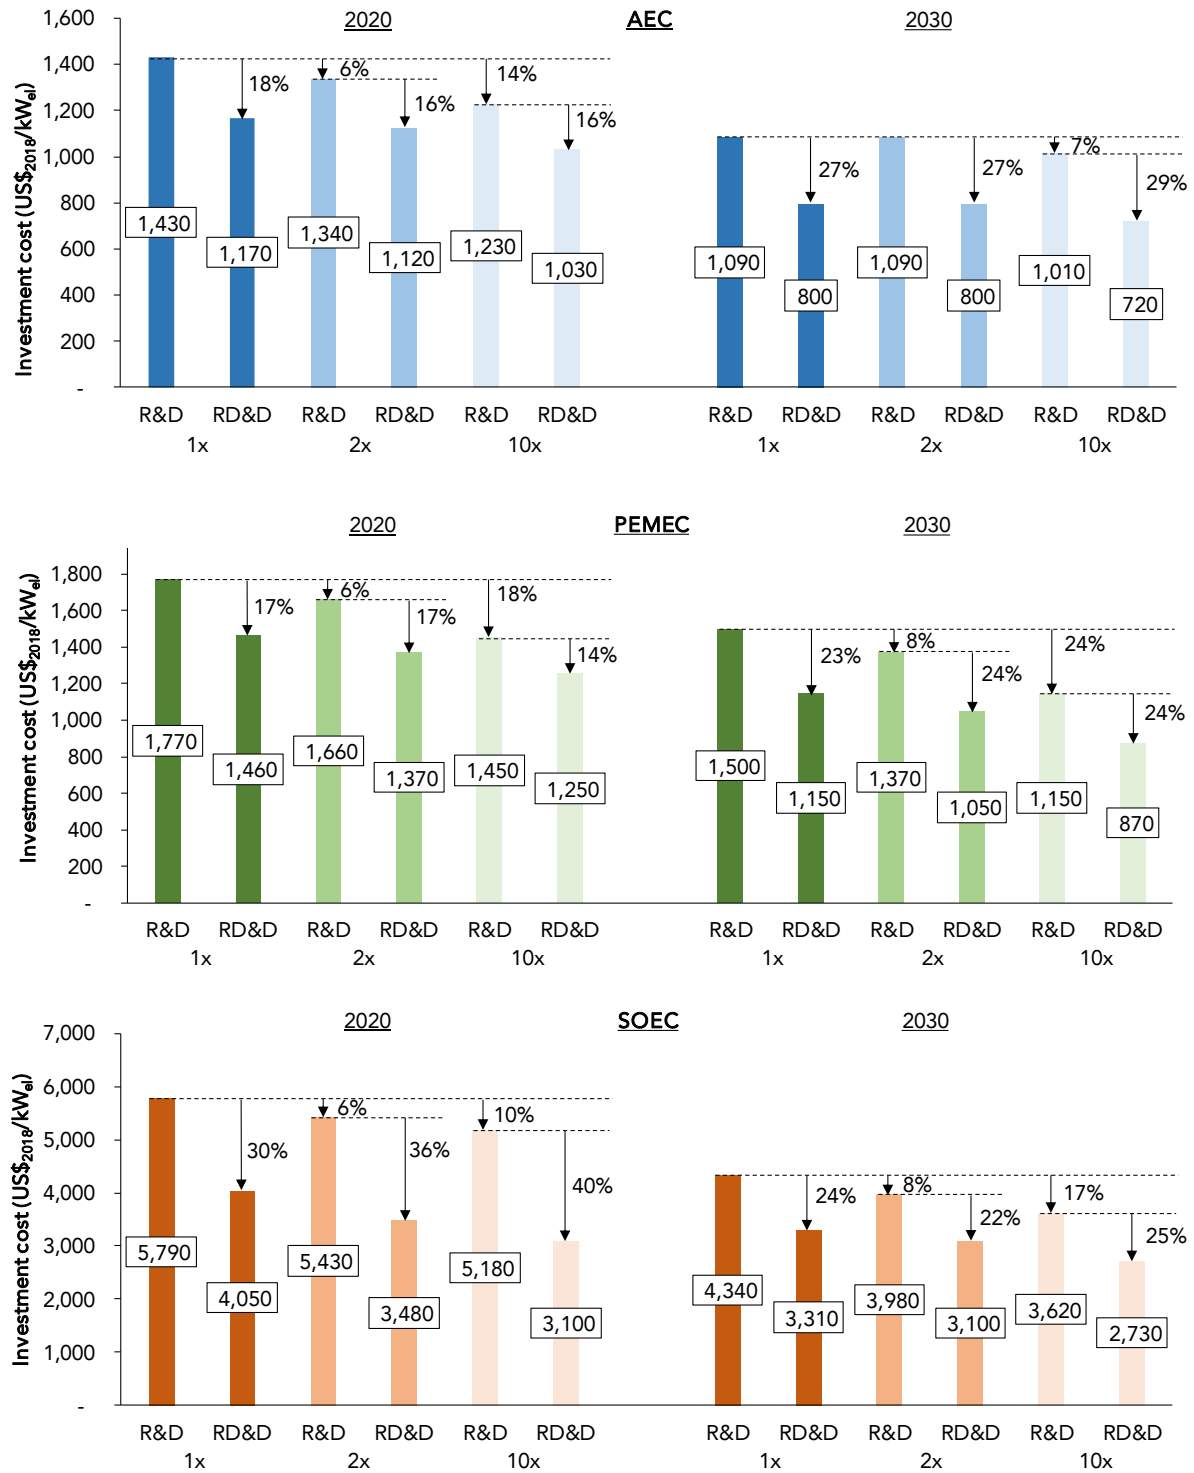 2020 AEC 2030
Investment cost (US$2018/kWel)
1,600
1,400
1,200
1,000
800
600
400
200
-
18% 6% 16% 14% 16%
27% 27% 7% 29%
1,430 1,170 1,340 1,120 1,230 1,030
1,090 800 1,090 800 1,010 720
R&D RD&D R&D RD&D R&D RD&D R&D RD&D R&D RD&D R&D RD&D
1x 2x 10x 1x 2x 10x
2020 PEMEC 2030
Investment cost (US$2018/kWel)
1,800
1,600
1,400
1,200
1,000
800
600
400
200
-
17% 6% 17% 18% 14%
23% 8% 24% 24% 24%
1,770 1,460 1,660 1,370 1,450 1,250
1,500 1,150 1,370 1,050 1,150 870
R&D RD&D R&D RD&D R&D RD&D R&D RD&D R&D RD&D R&D RD&D
1x 2x 10x 1x 2x 10x
2020 SOEC 2030
Investment cost (US$2018/kWel)
7,000
6,000
5,000
4,000
3,000
2,000
1,000
-
30% 6% 36% 10% 40%
24% 8% 22% 17% 25%
5,790 4,050 5,430 3,480 5,180 3,100
4,340 3,310 3,980 3,100 3,620 2,730
R&D RD&D R&D RD&D R&D RD&D R&D RD&D R&D RD&D R&D RD&D
1x 2x 10x 1x 2x 10x